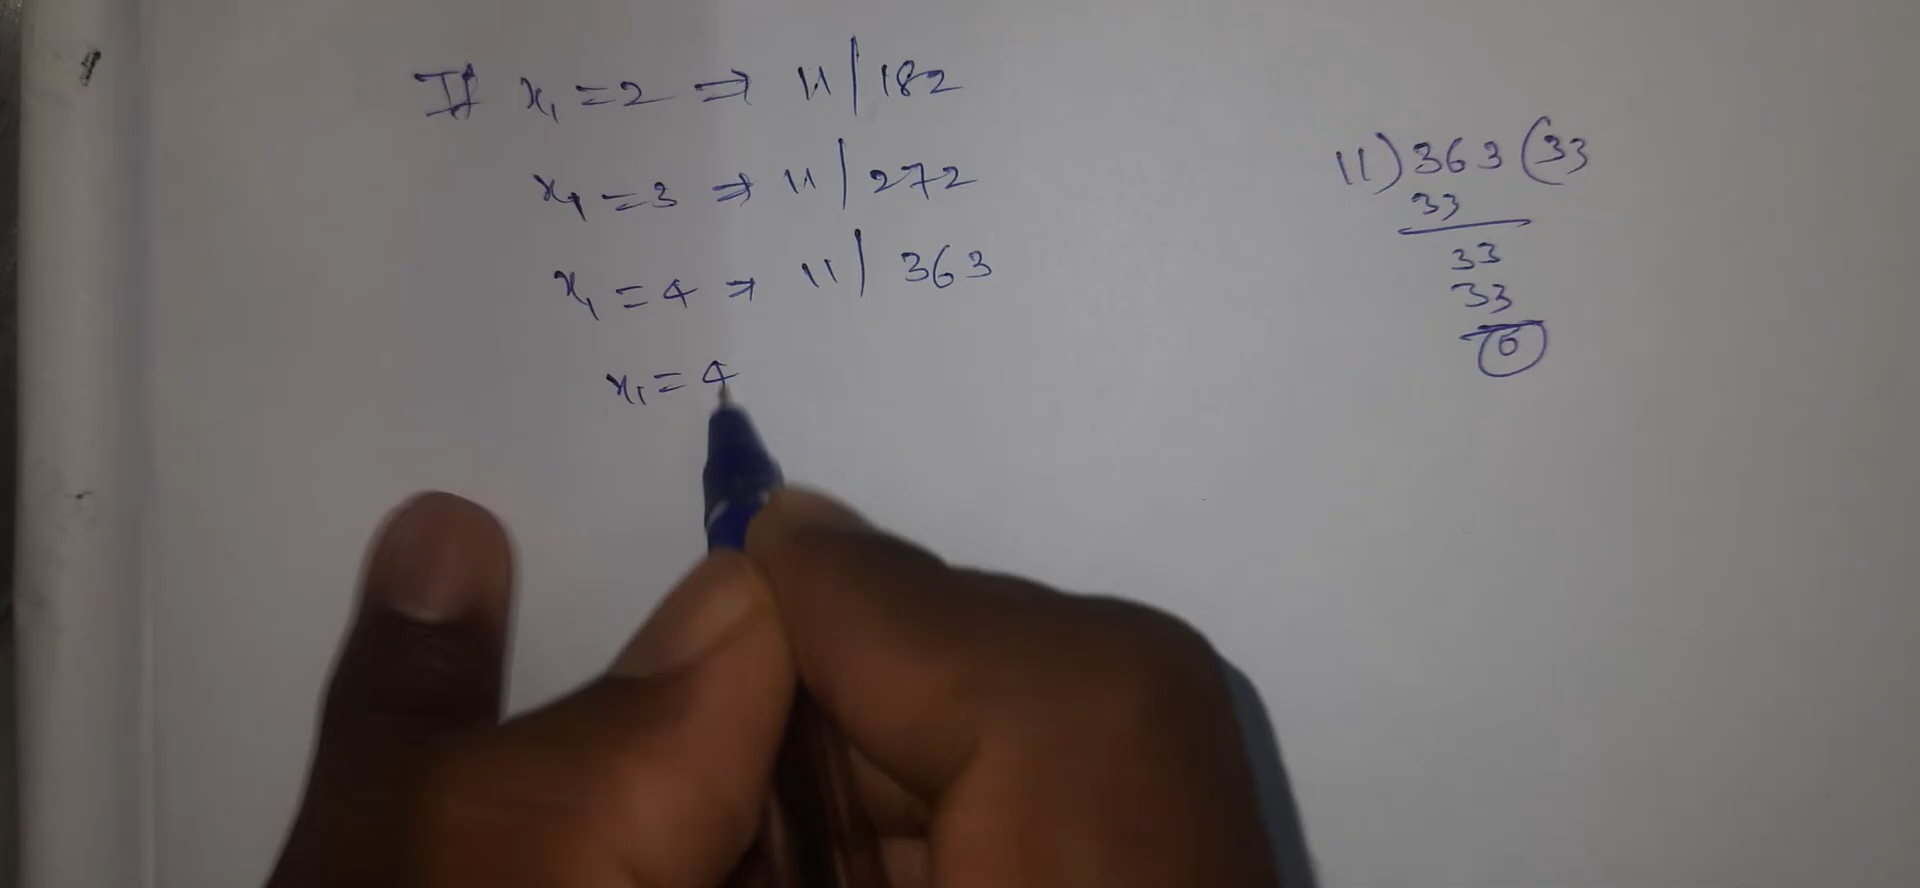 If x₁ = 2 ⇒ 11 | 182
x₁ = 3 ⇒ 11 | 272
x₁ = 4 ⇒ 11 | 363
x₁ = 4
11) 363 (33
33
33
33
0